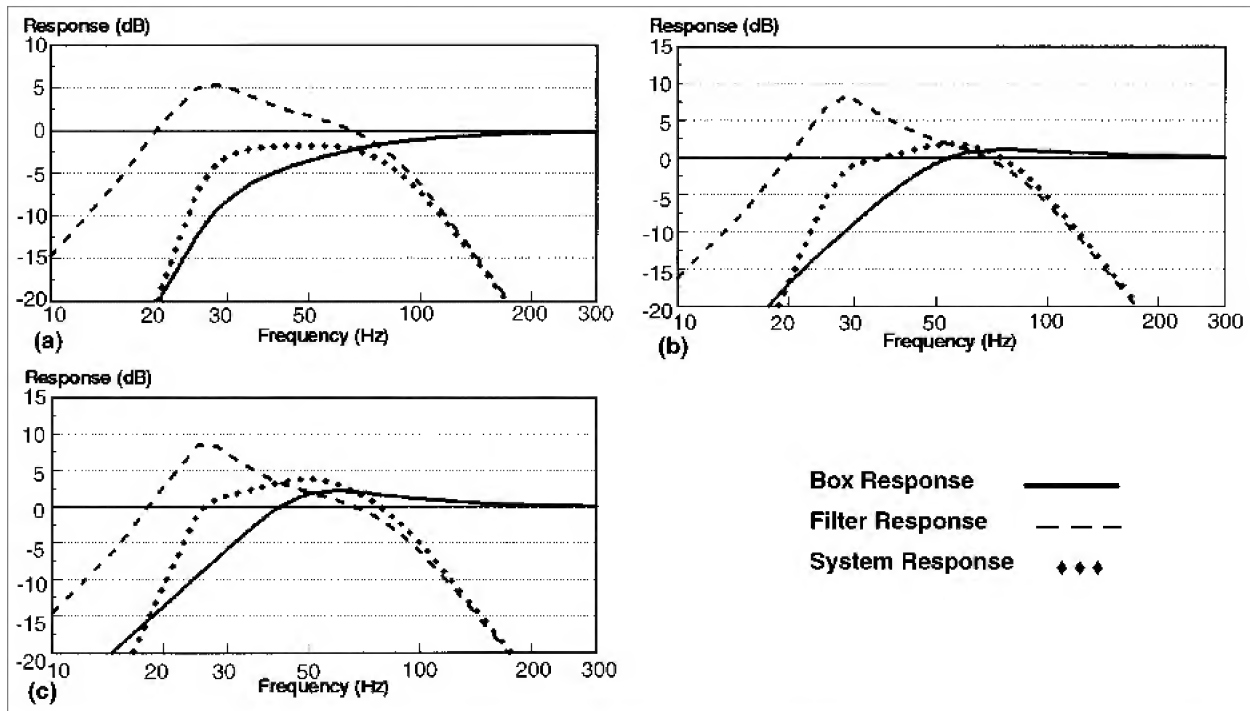 Response (dB)
10
5
0
-5
-10
-15
-20
10 20 30 50 100 200 300
Frequency (Hz)
(a)
Response (dB)
15
10
5
0
-5
-10
-15
-20
10 20 30 50 100 200 300
Frequency (Hz)
(b)
Response (dB)
15
10
5
0
-5
-10
-15
-20
10 20 30 50 100 200 300
Frequency (Hz)
(c)
Box Response
Filter Response
System Response